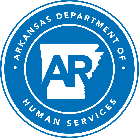 ARKANSAS DEPARTMENT OF
AR
HUMAN SERVICES